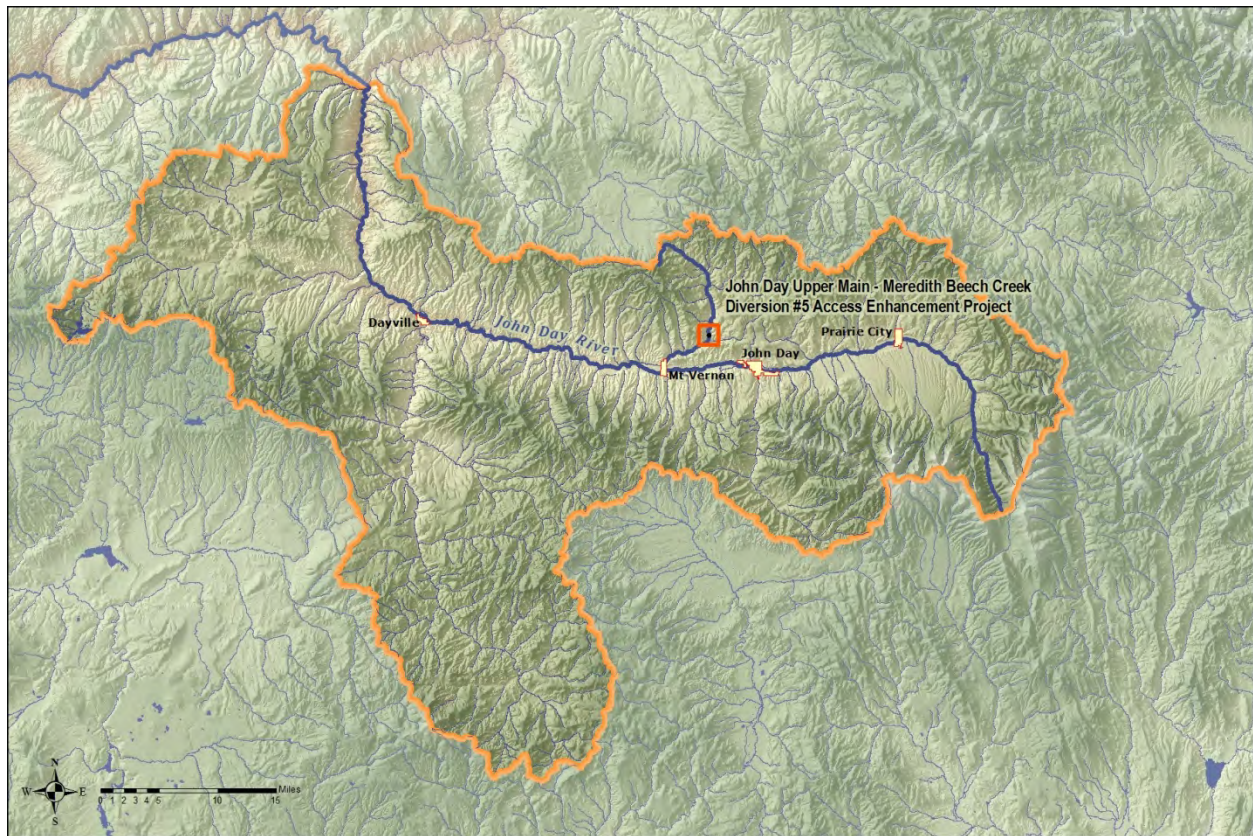 John Day Upper Main - Meredith Beech Creek
Diversion #5 Access Enhancement Project
Prairie City
Dayville
John Day River
John Day
Mt Vernon
N
W
E
S
0 1 2 3 4 5 10 15
Miles